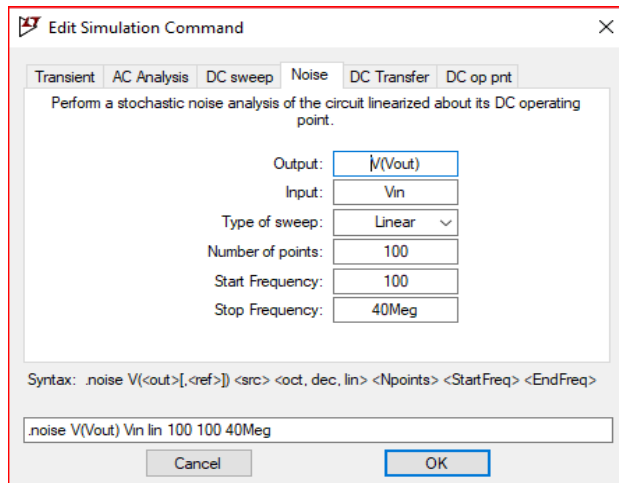 Edit Simulation Command
Transient AC Analysis DC sweep Noise DC Transfer DC op pnt
Perform a stochastic noise analysis of the circuit linearized about its DC operating
point.
Output: V(Vout)
Input: Vin
Type of sweep: Linear
Number of points: 100
Start Frequency: 100
Stop Frequency: 40Meg
Syntax: .noise V(<out>[,<ref>]) <src> <oct, dec, lin> <Npoints> <StartFreq> <EndFreq>
.noise V(Vout) Vin lin 100 100 40Meg
Cancel OK